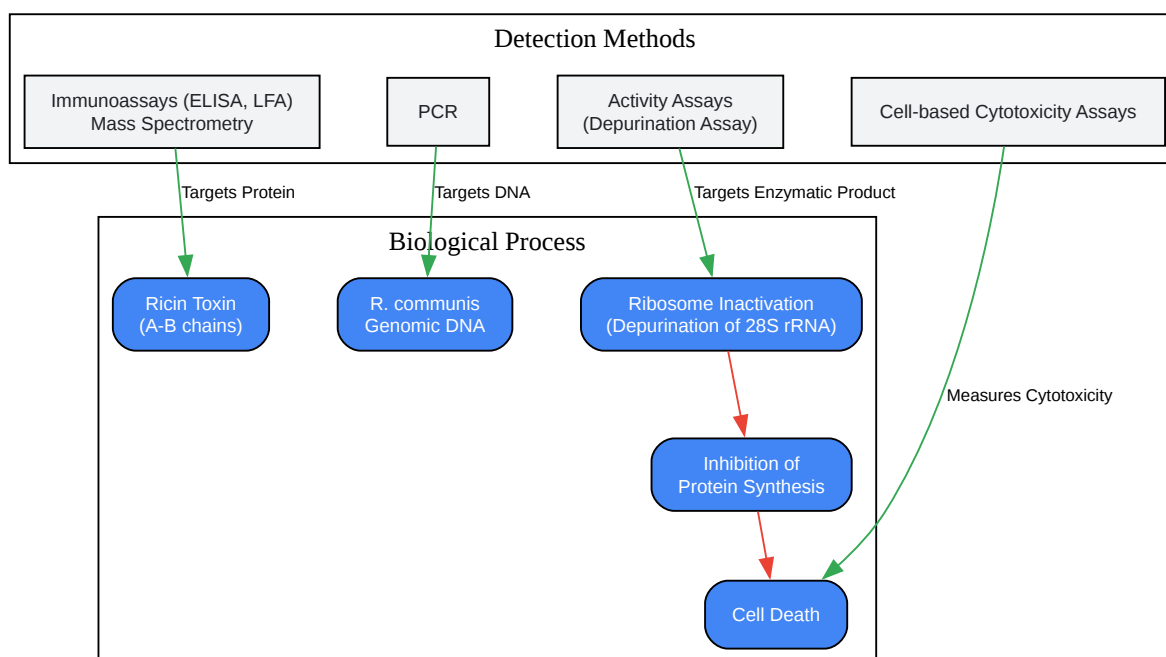 Detection Methods
Immunoassays (ELISA, LFA)
Mass Spectrometry
PCR
Activity Assays
(Depurination Assay)
Cell-based Cytotoxicity Assays
Targets Protein
Targets DNA
Targets Enzymatic Product
Biological Process
Ricin Toxin
(A-B chains)
R. communis
Genomic DNA
Ribosome Inactivation
(Depurination of 28S rRNA)
Measures Cytotoxicity
Inhibition of
Protein Synthesis
Cell Death